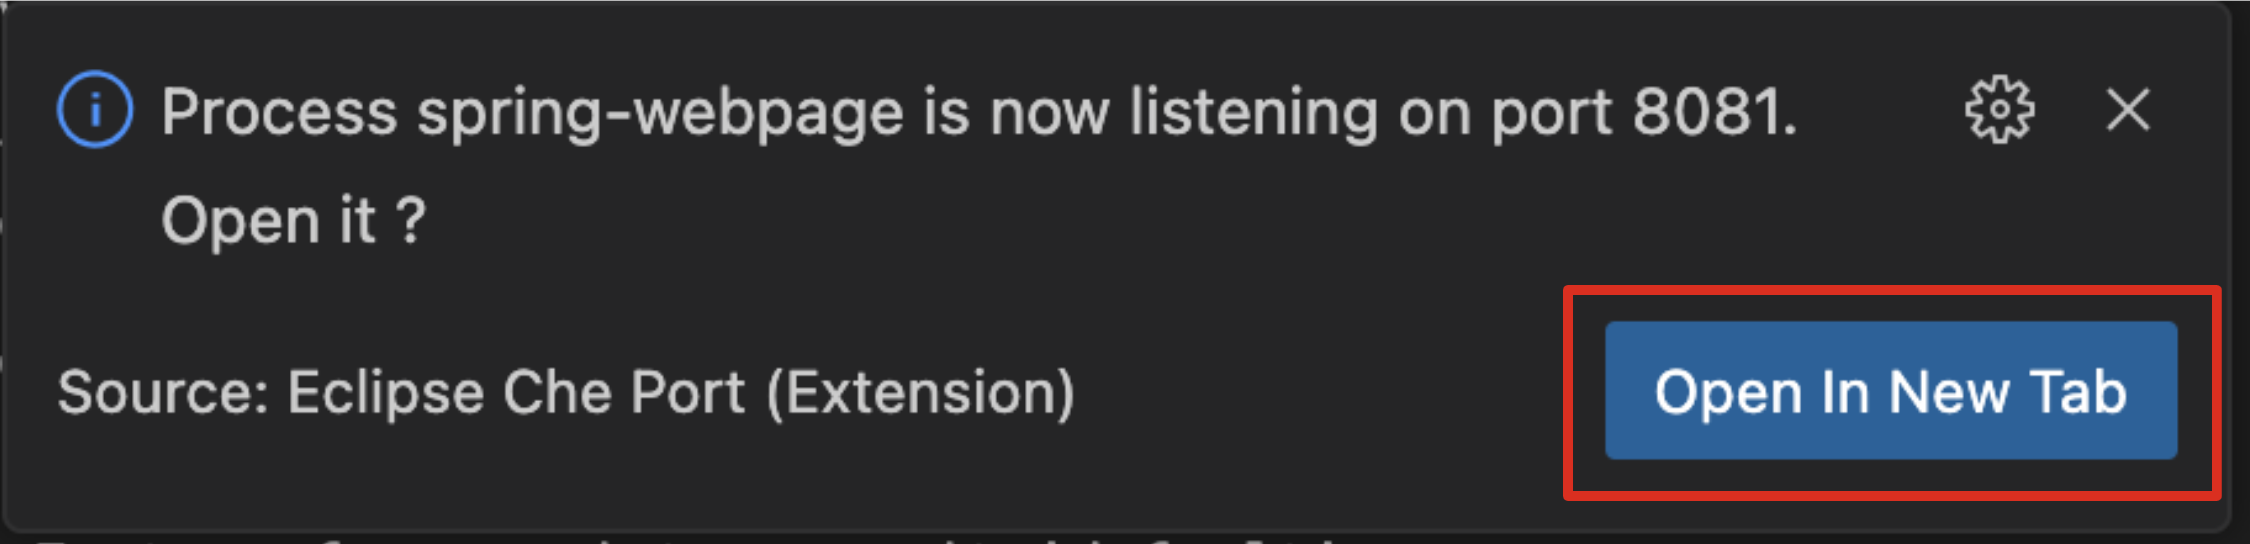 Process spring-webpage is now listening on port 8081.
Open it ?
Source: Eclipse Che Port (Extension)
Open In New Tab